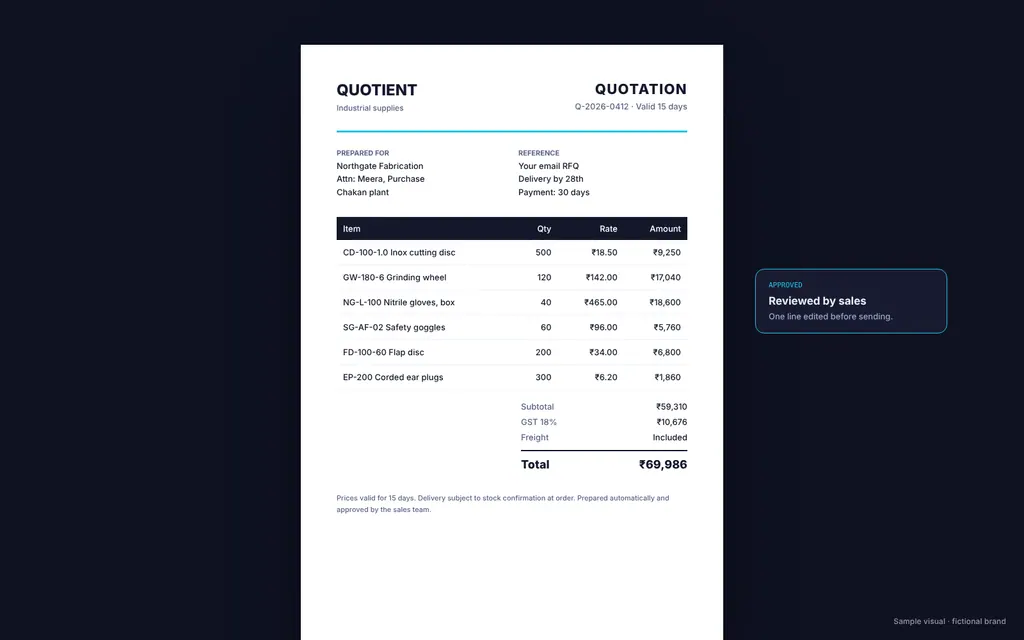 QUOTIENT
Industrial supplies
QUOTATION
Q-2026-0412 · Valid 15 days
PREPARED FOR
Northgate Fabrication
Attn: Meera, Purchase
Chakan plant
REFERENCE
Your email RFQ
Delivery by 28th
Payment: 30 days
Item Qty Rate Amount
CD-100-1.0 Inox cutting disc 500 ₹18.50 ₹9,250
GW-180-6 Grinding wheel 120 ₹142.00 ₹17,040
NG-L-100 Nitrile gloves, box 40 ₹465.00 ₹18,600
SG-AF-02 Safety goggles 60 ₹96.00 ₹5,760
FD-100-60 Flap disc 200 ₹34.00 ₹6,800
EP-200 Corded ear plugs 300 ₹6.20 ₹1,860
Subtotal ₹59,310
GST 18% ₹10,676
Freight Included
Total ₹69,986
Prices valid for 15 days. Delivery subject to stock confirmation at order. Prepared automatically and
approved by the sales team.
APPROVED
Reviewed by sales
One line edited before sending.
Sample visual · fictional brand